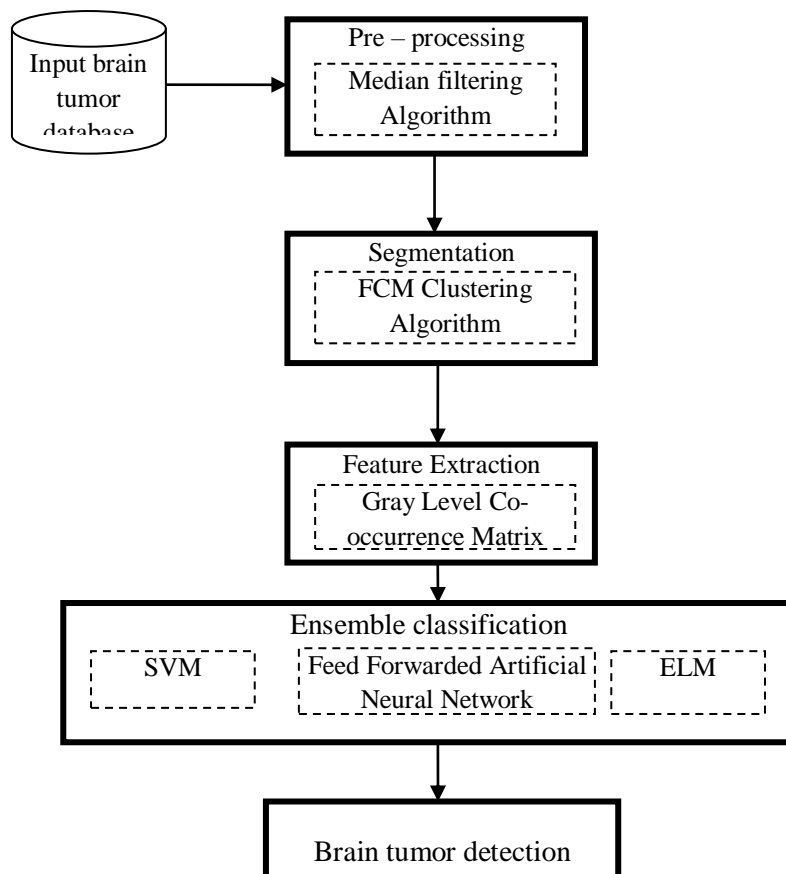 Input brain
tumor
database
Pre – processing
Median filtering
Algorithm
Segmentation
FCM Clustering
Algorithm
Feature Extraction
Gray Level Co-
occurrence Matrix
Ensemble classification
SVM
Feed Forwarded Artificial
Neural Network
ELM
Brain tumor detection